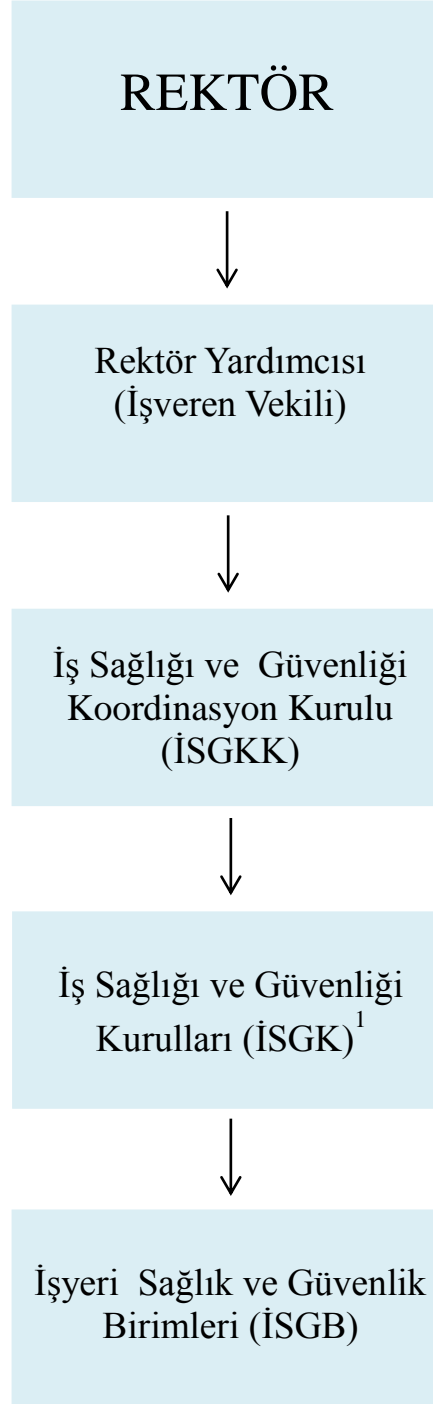 REKTÖR
Rektör Yardımcısı
(İşveren Vekili)
İş Sağlığı ve Güvenliği
Koordinasyon Kurulu
(İSGKK)
İş Sağlığı ve Güvenliği
Kurulları (İSGK)¹
İşyeri Sağlık ve Güvenlik
Birimleri (İSGB)